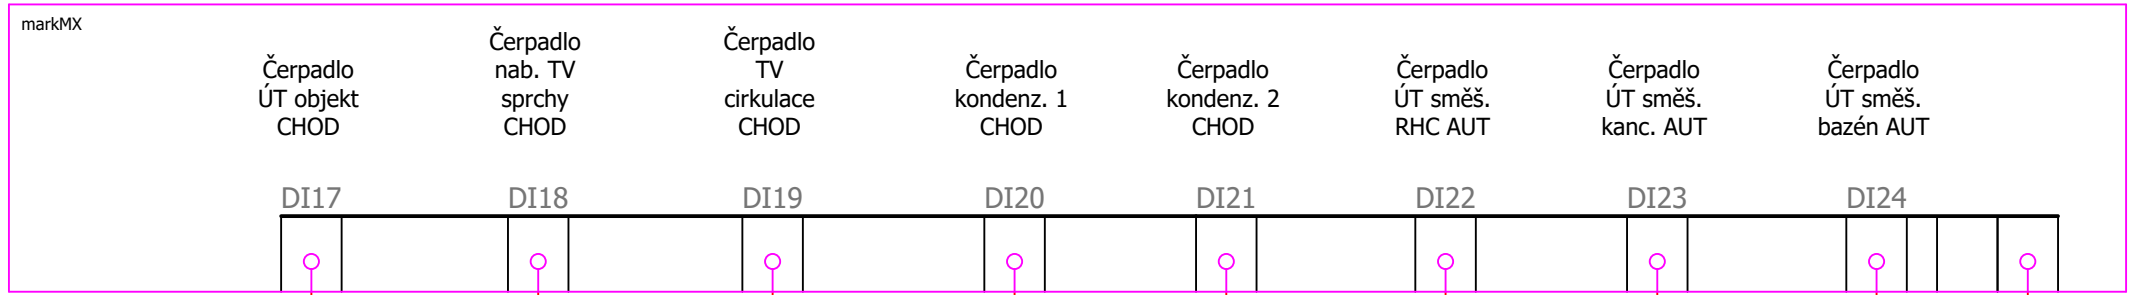 markMX
Čerpadlo
ÚT objekt
CHOD
Čerpadlo
nab. TV
sprchy
CHOD
Čerpadlo
TV
cirkulace
CHOD
Čerpadlo
kondenz. 1
CHOD
Čerpadlo
kondenz. 2
CHOD
Čerpadlo
ÚT směš.
RHC AUT
Čerpadlo
ÚT směš.
kanc. AUT
Čerpadlo
ÚT směš.
bazén AUT
DI17 DI18 DI19 DI20 DI21 DI22 DI23 DI24